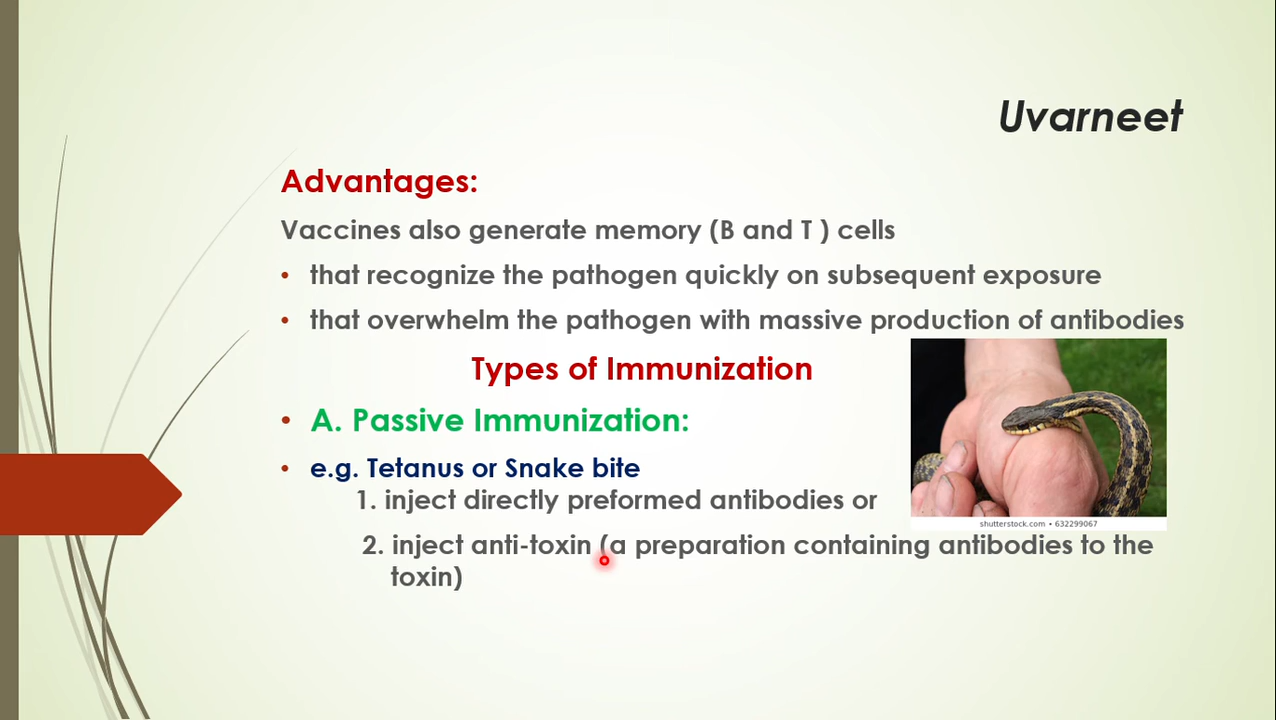 Uvarneet
Advantages:
Vaccines also generate memory (B and T ) cells
• that recognize the pathogen quickly on subsequent exposure
• that overwhelm the pathogen with massive production of antibodies
Types of Immunization
• A. Passive Immunization:
• e.g. Tetanus or Snake bite
1. inject directly preformed antibodies or
shutterstock.com • 632299067
2. inject anti-toxin (a preparation containing antibodies to the
toxin)